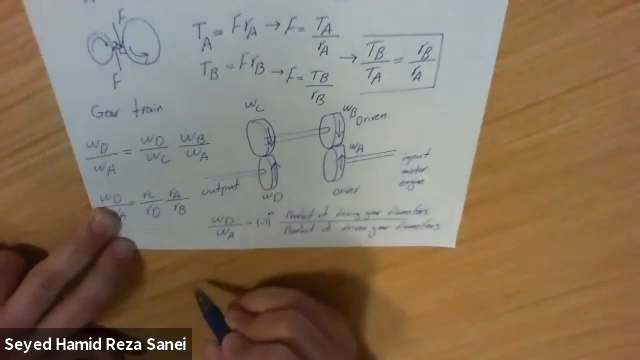 F
F
T_A = F r_A → F = T_A / r_A
T_B = F r_B → F = T_B / r_B → T_B / T_A = r_B / r_A
Gear train
ω_D / ω_A = ω_D / ω_C ω_B / ω_A
ω_C
ω_B
Driven
ω_A
Driver
input
motor
engine
output
ω_D
ω_D / ω_A = r_C / r_D r_A / r_B
ω_D / ω_A = (-1)^n Product of driving gear diameters / Product of driven gear diameters
Seyed Hamid Reza Sanei